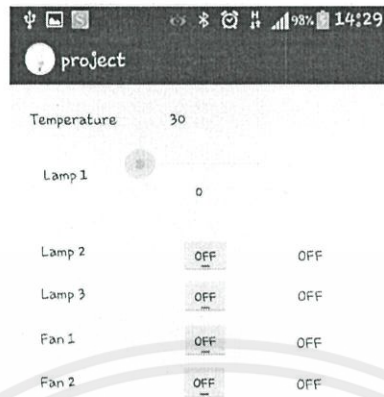 H 98% 14:29
project
Temperature 30
Lamp 1
0
Lamp 2 OFF OFF
Lamp 3 OFF OFF
Fan 1 OFF OFF
Fan 2 OFF OFF